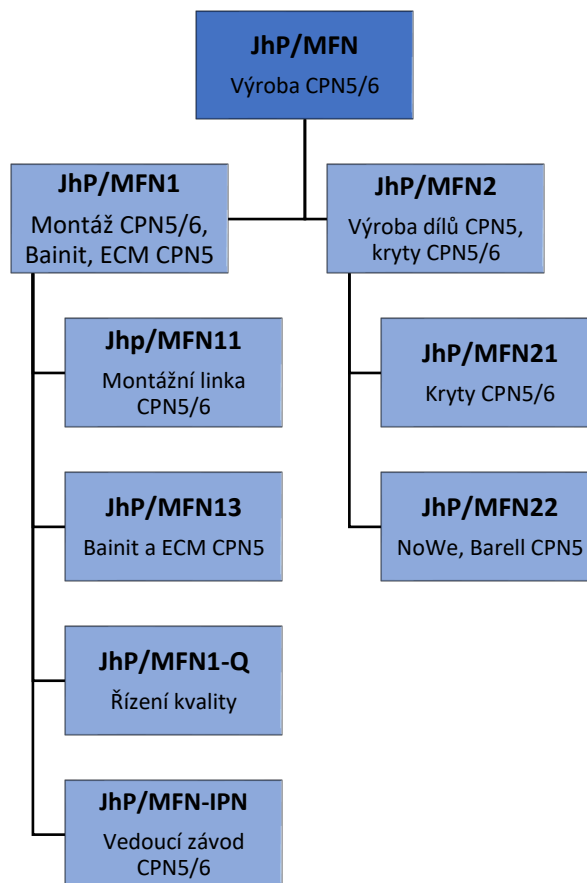 JhP/MFN
Výroba CPN5/6
JhP/MFN1
Montáž CPN5/6,
Bainit, ECM CPN5
JhP/MFN2
Výroba dílů CPN5,
kryty CPN5/6
Jhp/MFN11
Montážní linka
CPN5/6
JhP/MFN21
Kryty CPN5/6
JhP/MFN13
Bainit a ECM CPN5
JhP/MFN22
NoWe, Barell CPN5
JhP/MFN1-Q
Řízení kvality
JhP/MFN-IPN
Vedoucí závod
CPN5/6